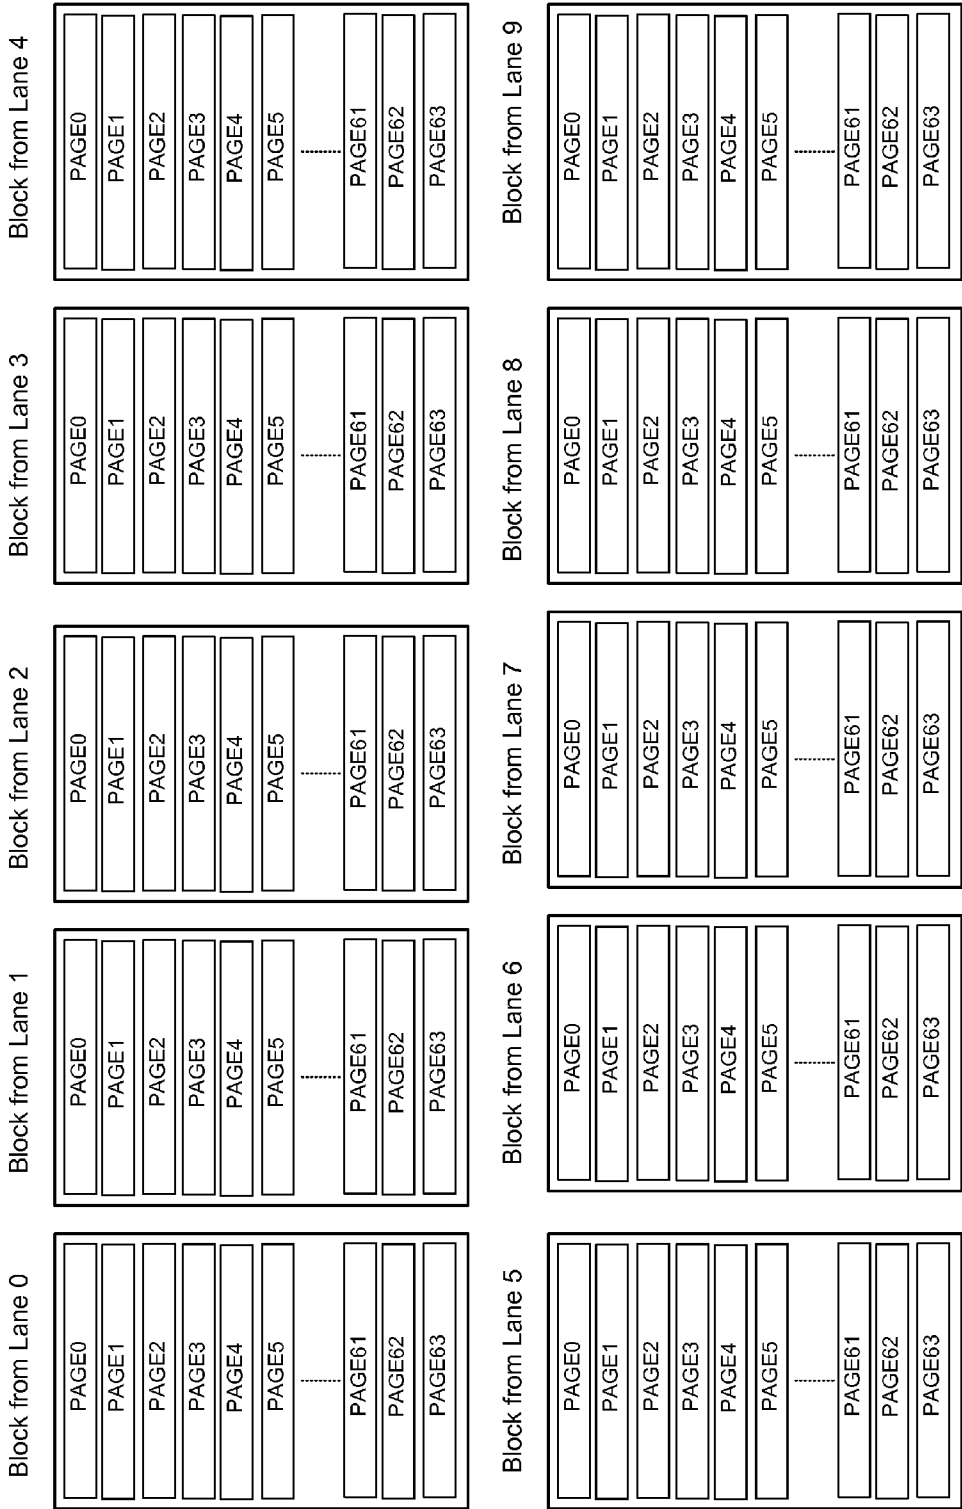 Block from Lane 0
PAGE0
PAGE1
PAGE2
PAGE3
PAGE4
PAGE5
PAGE61
PAGE62
PAGE63
Block from Lane 1
PAGE0
PAGE1
PAGE2
PAGE3
PAGE4
PAGE5
PAGE61
PAGE62
PAGE63
Block from Lane 2
PAGE0
PAGE1
PAGE2
PAGE3
PAGE4
PAGE5
PAGE61
PAGE62
PAGE63
Block from Lane 3
PAGE0
PAGE1
PAGE2
PAGE3
PAGE4
PAGE5
PAGE61
PAGE62
PAGE63
Block from Lane 4
PAGE0
PAGE1
PAGE2
PAGE3
PAGE4
PAGE5
PAGE61
PAGE62
PAGE63
Block from Lane 5
PAGE0
PAGE1
PAGE2
PAGE3
PAGE4
PAGE5
PAGE61
PAGE62
PAGE63
Block from Lane 6
PAGE0
PAGE1
PAGE2
PAGE3
PAGE4
PAGE5
PAGE61
PAGE62
PAGE63
Block from Lane 7
PAGE0
PAGE1
PAGE2
PAGE3
PAGE4
PAGE5
PAGE61
PAGE62
PAGE63
Block from Lane 8
PAGE0
PAGE1
PAGE2
PAGE3
PAGE4
PAGE5
PAGE61
PAGE62
PAGE63
Block from Lane 9
PAGE0
PAGE1
PAGE2
PAGE3
PAGE4
PAGE5
PAGE61
PAGE62
PAGE63